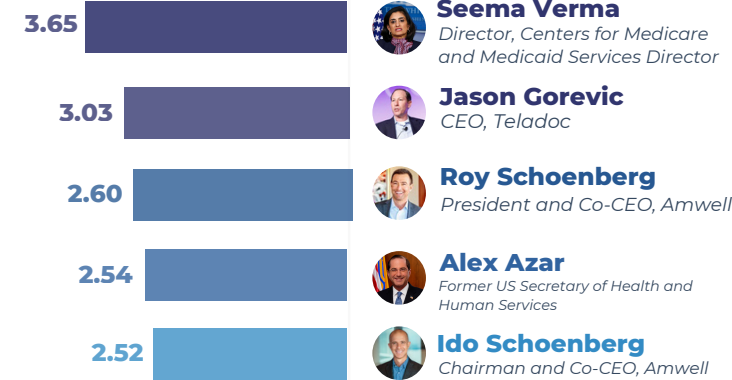 3.65
Seema Verma
Director, Centers for Medicare
and Medicaid Services Director
3.03
Jason Gorevic
CEO, Teladoc
2.60
Roy Schoenberg
President and Co-CEO, Amwell
2.54
Alex Azar
Former US Secretary of Health and
Human Services
2.52
Ido Schoenberg
Chairman and Co-CEO, Amwell